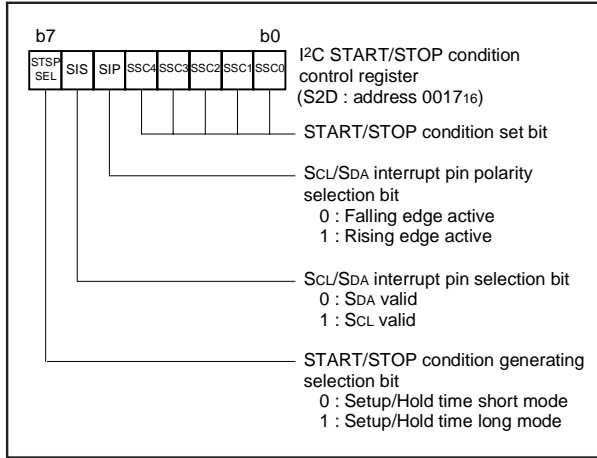 b7 b0
STSP SEL SIS SIP SSC4 SSC3 SSC2 SSC1 SSC0
I2C START/STOP condition
control register
(S2D : address 001716)
START/STOP condition set bit
SCL/SDA interrupt pin polarity
selection bit
0 : Falling edge active
1 : Rising edge active
SCL/SDA interrupt pin selection bit
0 : SDA valid
1 : SCL valid
START/STOP condition generating
selection bit
0 : Setup/Hold time short mode
1 : Setup/Hold time long mode